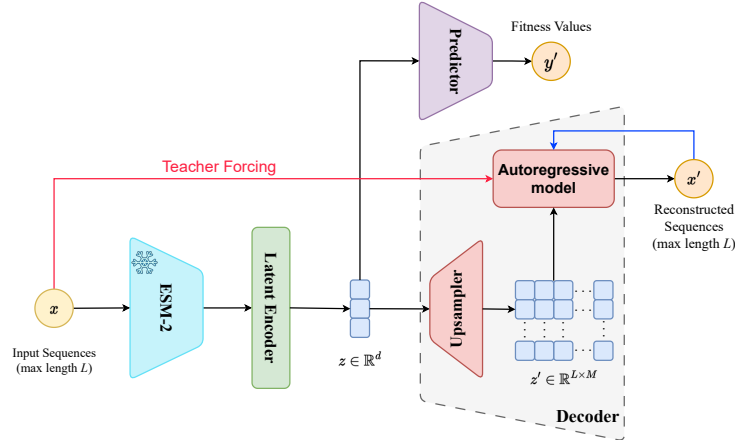 Fitness Values
Predictor
y′
Teacher Forcing
Autoregressive
model
x′
Reconstructed
Sequences
(max length L)
x
ESM-2
Latent Encoder
Upsampler
Input Sequences
(max length L)
z ∈ ℝ^d
z′ ∈ ℝ^{L×M}
Decoder